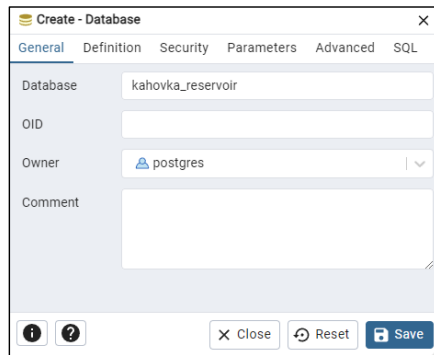 Create - Database
General Definition Security Parameters Advanced SQL
Database kahovka_reservoir
OID
Owner postgres
Comment
Close Reset Save